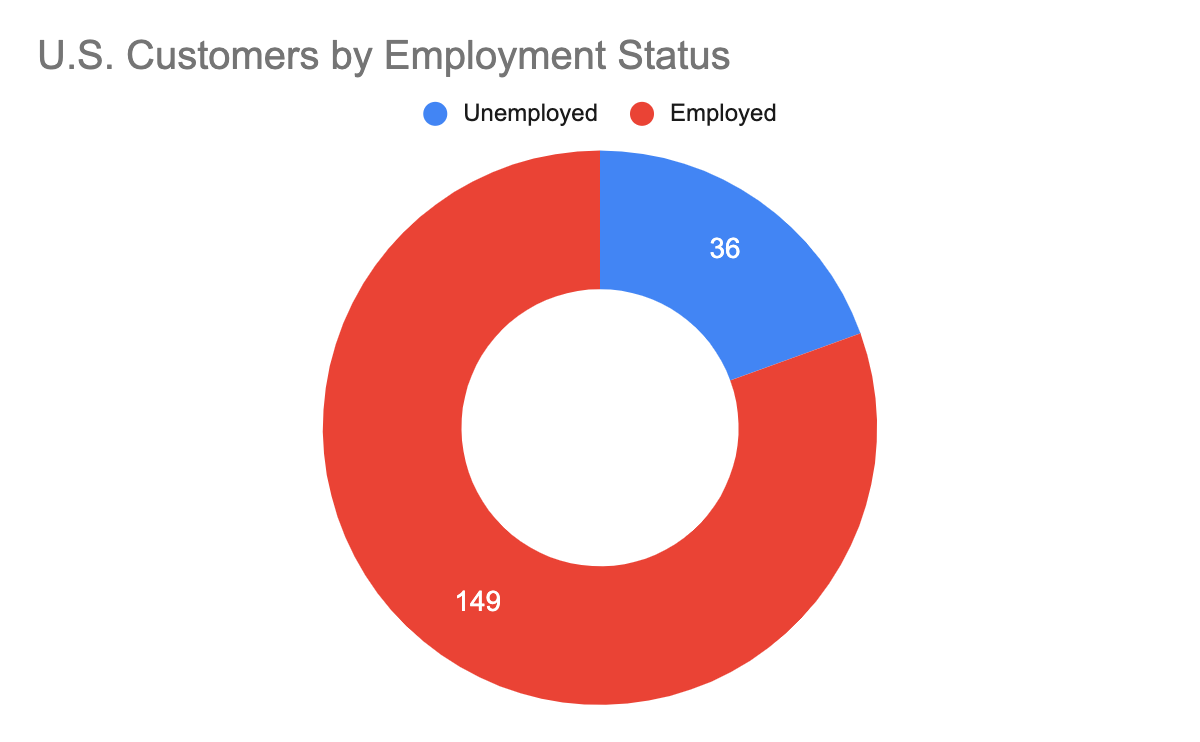 U.S. Customers by Employment Status
Unemployed Employed
36
149